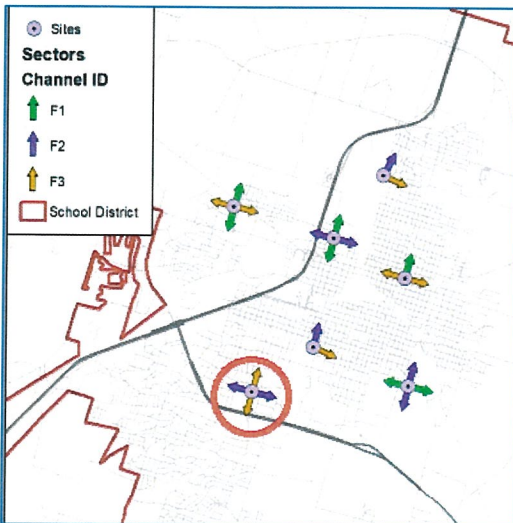 Sites
Sectors
Channel ID
F1
F2
F3
School District